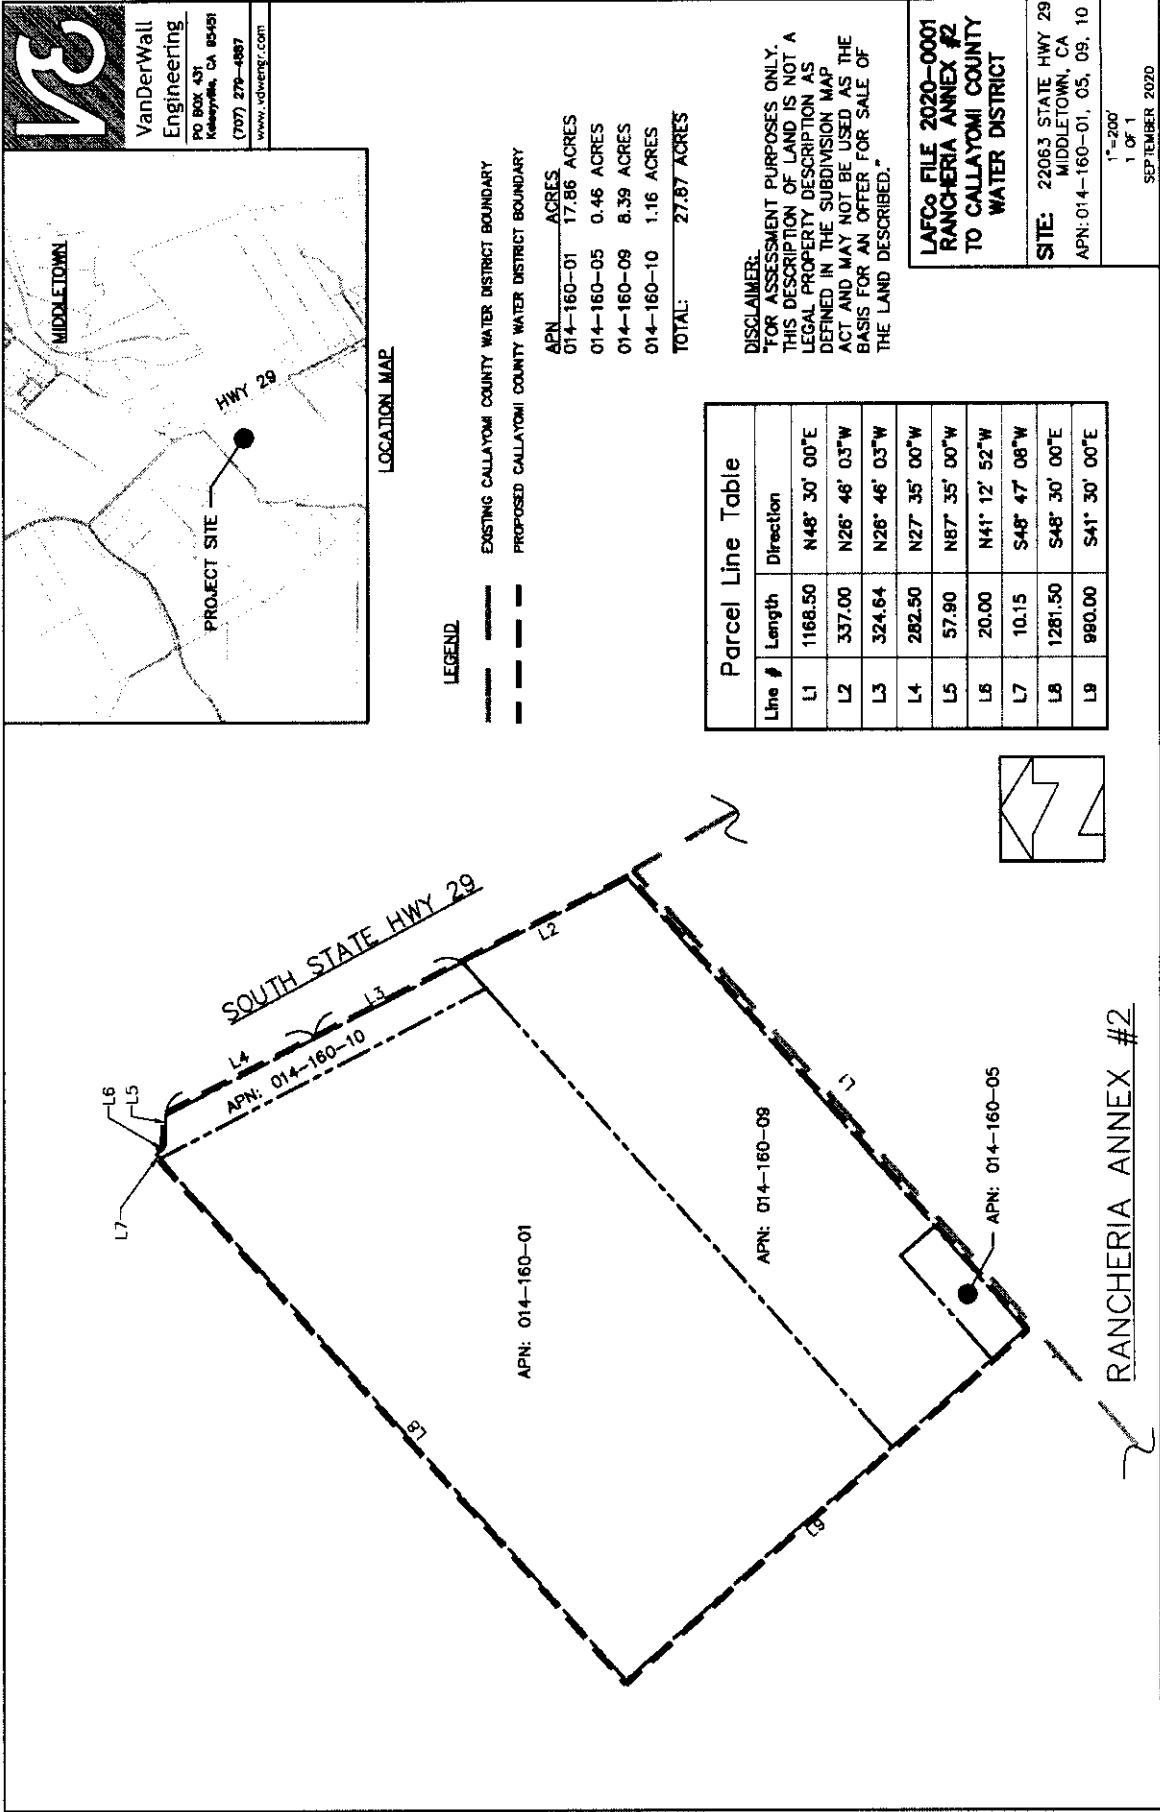 VanDerWall
Engineering
PO BOX 431
Kelseyville, CA 95451
(707) 279-4887
www.vdwengr.com
MIDDLETOWN
HWY 29
PROJECT SITE
LOCATION MAP
LEGEND
EXISTING CALLAYOMI COUNTY WATER DISTRICT BOUNDARY
PROPOSED CALLAYOMI COUNTY WATER DISTRICT BOUNDARY
APN ACRES
014-160-01 17.86 ACRES
014-160-05 0.46 ACRES
014-160-09 8.39 ACRES
014-160-10 1.16 ACRES
TOTAL: 27.87 ACRES
DISCLAIMER:
"FOR ASSESSMENT PURPOSES ONLY.
THIS DESCRIPTION OF LAND IS NOT A
LEGAL PROPERTY DESCRIPTION AS
DEFINED IN THE SUBDIVISION MAP
ACT AND MAY NOT BE USED AS THE
BASIS FOR AN OFFER FOR SALE OF
THE LAND DESCRIBED."
LAFCo FILE 2020-0001
RANCHERIA ANNEX #2
TO CALLAYOMI COUNTY
WATER DISTRICT
SITE: 22063 STATE HWY 29
MIDDLETOWN, CA
APN: 014-160-01, 05, 09, 10
1"=200'
1 OF 1
SEPTEMBER 2020
Parcel Line Table
Line # Length Direction
L1 1168.50 N48° 30' 00"E
L2 337.00 N26° 46' 03"W
L3 324.64 N26° 46' 03"W
L4 282.50 N27° 35' 00"W
L5 57.90 N87° 35' 00"W
L6 20.00 N41° 12' 52"W
L7 10.15 S48° 47' 08"W
L8 1281.50 S48° 30' 00"E
L9 990.00 S41° 30' 00"E
SOUTH STATE HWY 29
L6
L5
L7
L4
L3
L2
APN: 014-160-10
APN: 014-160-01
L8
APN: 014-160-09
L1
APN: 014-160-05
L9
RANCHERIA ANNEX #2